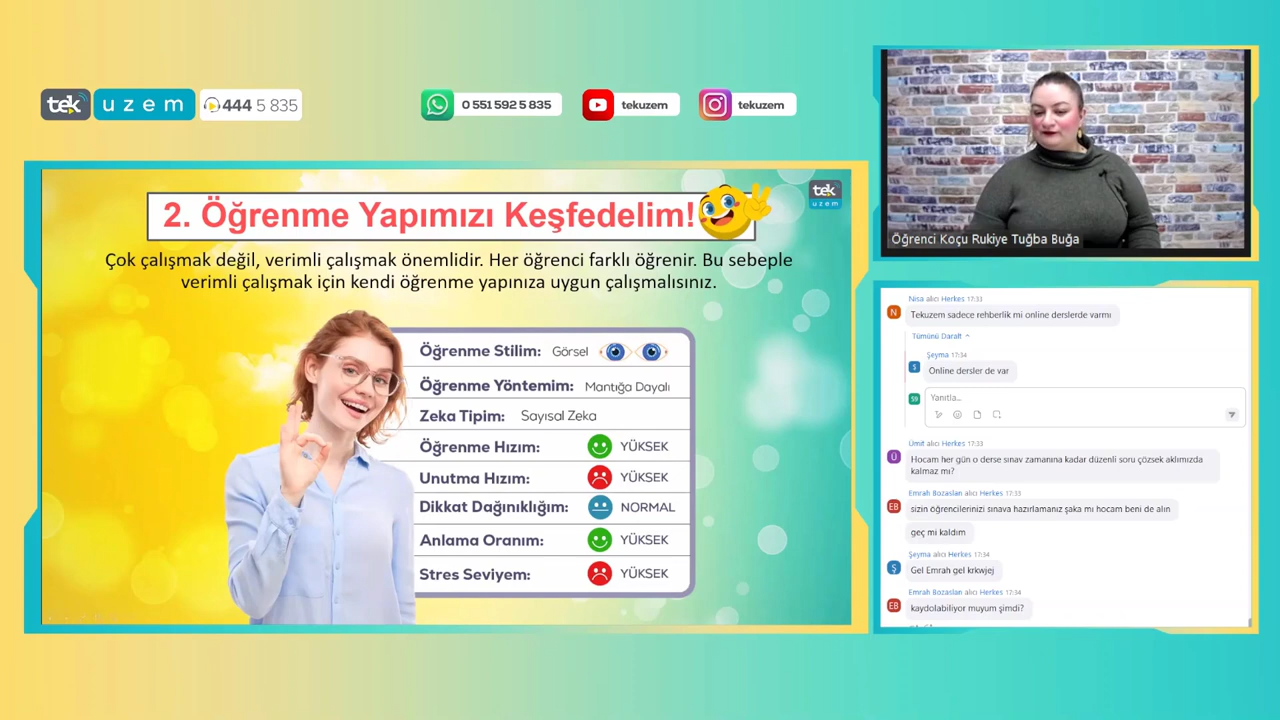 tek uzem 444 5 835
0 551 592 5 835
tekuzem
tekuzem
tek
uzem
2. Öğrenme Yapımızı Keşfedelim!
Çok çalışmak değil, verimli çalışmak önemlidir. Her öğrenci farklı öğrenir. Bu sebeple
verimli çalışmak için kendi öğrenme yapınıza uygun çalışmalısınız.
Öğrenme Stilim: Görsel
Öğrenme Yöntemim: Mantığa Dayalı
Zeka Tipim: Sayısal Zeka
Öğrenme Hızım: YÜKSEK
Unutma Hızım: YÜKSEK
Dikkat Dağınıklığım: NORMAL
Anlama Oranım: YÜKSEK
Stres Seviyem: YÜKSEK
Öğrenci Koçu Rukiye Tuğba Buğa
Nisa alıcı Herkes 17:33
N
Tekuzem sadece rehberlik mi online derslerde varmı
Tümünü Daralt
Şeyma 17:34
Ş
Online dersler de var
Yanıtla...
Ümit alıcı Herkes 17:33
Ü
Hocam her gün o derse sınav zamanına kadar düzenli soru çözsek aklımızda
kalmaz mı?
Emrah Bozaslan alıcı Herkes 17:33
EB
sizin öğrencilerinizi sınava hazırlamanız şaka mı hocam beni de alın
geç mi kaldım
Şeyma alıcı Herkes 17:34
Ş
Gel Emrah gel krkwjej
Emrah Bozaslan alıcı Herkes 17:34
EB
kaydolabiliyor muyum şimdi?